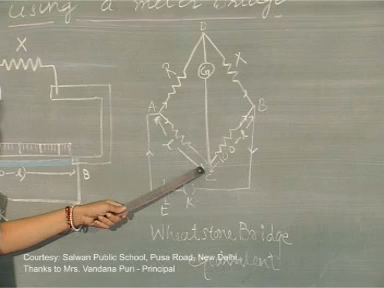 using a meter Bridge
X
D
R
G
X
A
B
B
E
K
Wheatstone Bridge
Equivalent
Courtesy: Salwan Public School, Pusa Road, New Delhi
Thanks to Mrs. Vandana Puri - Principal